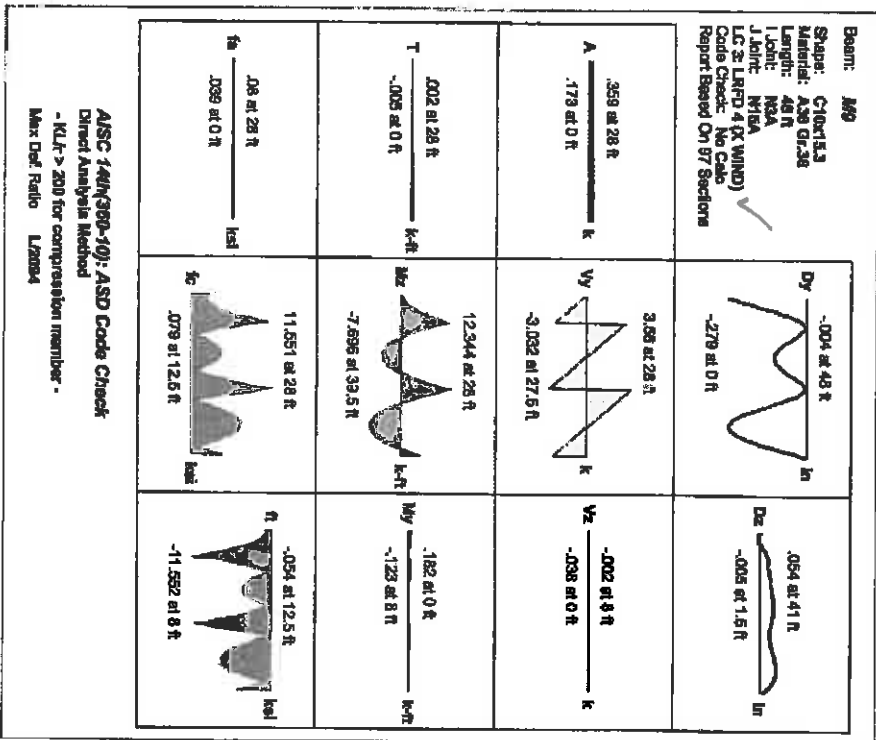 Beam: M9
Shape: C10x15.3
Material: A36 Gr.36
Length: 48 ft
I Joint: N3A
J Joint: N15A
LC 3: LRFD 4 (X WIND)
Code Check: No Calc
Report Based On 97 Sections
Dy
-.004 at 48 ft
in
-.279 at 0 ft
Dz
.054 at 41 ft
in
-.005 at 1.5 ft
A
.359 at 28 ft
k
.173 at 0 ft
Vy
3.55 at 28 ft
k
-3.032 at 27.5 ft
Vz
-.002 at 8 ft
k
-.038 at 0 ft
T
.002 at 28 ft
k-ft
-.005 at 0 ft
Mz
12.344 at 28 ft
k-ft
-7.696 at 39.5 ft
My
.182 at 0 ft
k-ft
-.123 at 8 ft
fa
.08 at 28 ft
ksi
.039 at 0 ft
fc
11.551 at 28 ft
ksi
.079 at 12.5 ft
ft
-.054 at 12.5 ft
ksi
-11.552 at 8 ft
AISC 14th(360-10): ASD Code Check
Direct Analysis Method
- KL/r > 200 for compression member -
Max Defl Ratio L/2084